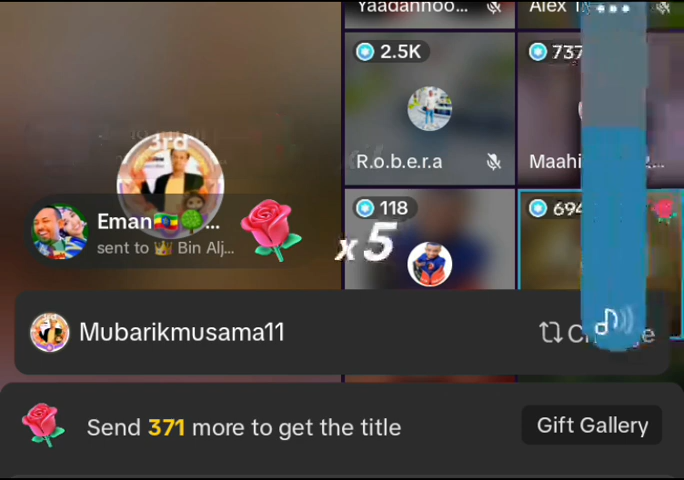 Yaadannoo...
Alex
2.5K
737
R.o.b.e.r.a
Maahi
3rd
118
694
Eman🇪🇹🍀...
sent to 👑 Bin Alj...
x5
Mubarikmusama11
Send 371 more to get the title
Gift Gallery